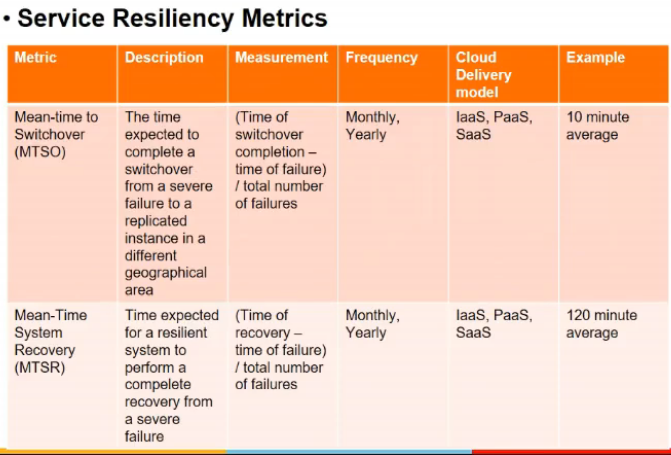 • Service Resiliency Metrics
Metric
Description
Measurement
Frequency
Cloud
Delivery
model
Example
Mean-time to
Switchover
(MTSO)
The time
expected to
complete a
switchover
from a severe
failure to a
replicated
instance in a
different
geographical
area
(Time of
switchover
completion –
time of failure)
/ total number
of failures
Monthly,
Yearly
IaaS, PaaS,
SaaS
10 minute
average
Mean-Time
System
Recovery
(MTSR)
Time expected
for a resilient
system to
perform a
compelete
recovery from
a severe
failure
(Time of
recovery –
time of failure)
/ total number
of failures
Monthly,
Yearly
IaaS, PaaS,
SaaS
120 minute
average